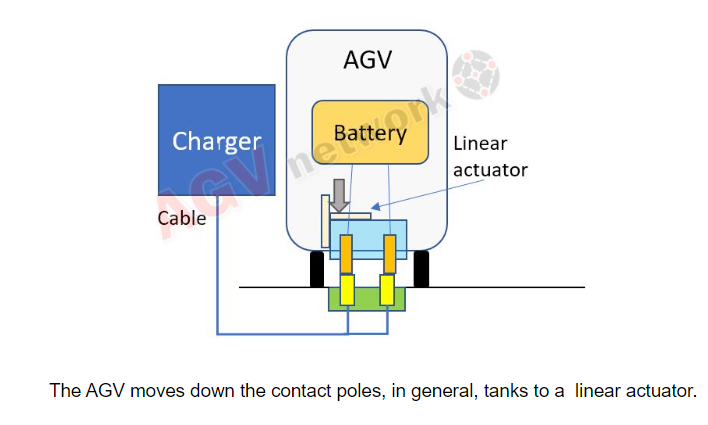 AGV
Battery
Charger
Linear
actuator
Cable
AGV network
The AGV moves down the contact poles, in general, tanks to a linear actuator.